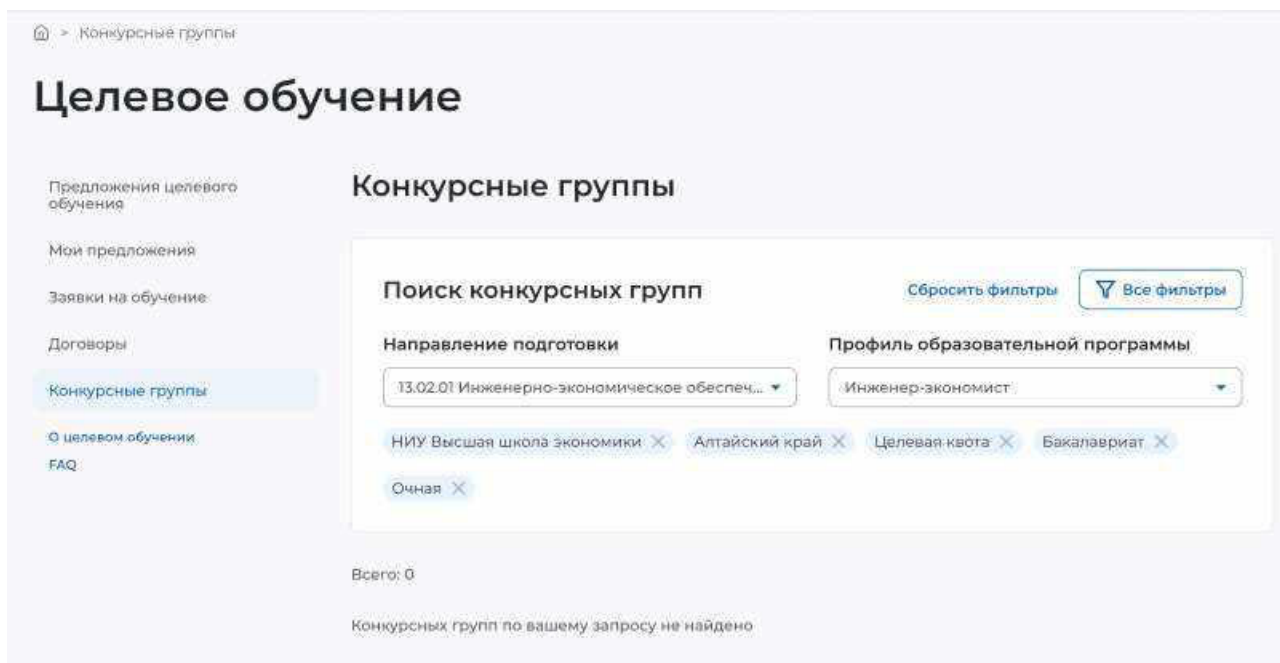 > Конкурсные группы
Целевое обучение
Предложения целевого
обучения
Мои предложения
Заявки на обучение
Договоры
Конкурсные группы
О целевом обучении
FAQ
Конкурсные группы
Поиск конкурсных групп
Сбросить фильтры
Все фильтры
Направление подготовки
Профиль образовательной программы
13.02.01 Инженерно-экономическое обеспеч...
Инженер-экономист
НИУ Высшая школа экономики ×
Алтайский край ×
Целевая квота ×
Бакалавриат ×
Очная ×
Всего: 0
Конкурсных групп по вашему запросу не найдено